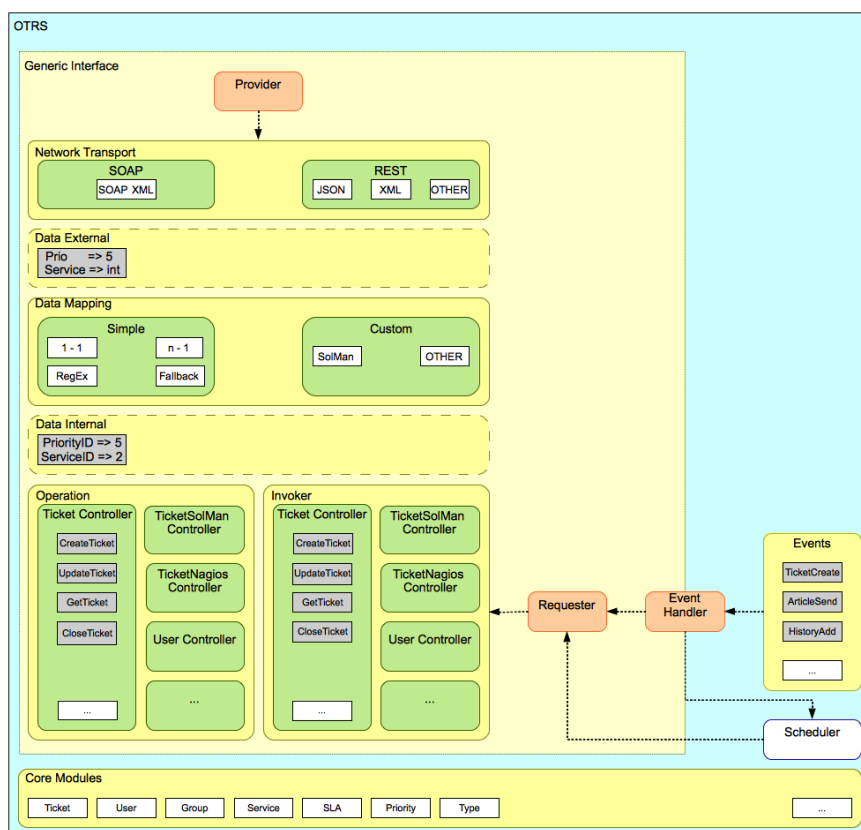 OTRS
Generic Interface
Provider
Network Transport
SOAP
SOAP XML
REST
JSON
XML
OTHER
Data External
Prio => 5
Service => int
Data Mapping
Simple
1 - 1
n - 1
RegEx
Fallback
Custom
SolMan
OTHER
Data Internal
PriorityID => 5
ServiceID => 2
Operation
Ticket Controller
CreateTicket
UpdateTicket
GetTicket
CloseTicket
...
TicketSolMan
Controller
TicketNagios
Controller
User Controller
...
Invoker
Ticket Controller
CreateTicket
UpdateTicket
GetTicket
CloseTicket
...
TicketSolMan
Controller
TicketNagios
Controller
User Controller
...
Requester
Event
Handler
Events
TicketCreate
ArticleSend
HistoryAdd
...
Scheduler
Core Modules
Ticket
User
Group
Service
SLA
Priority
Type
...